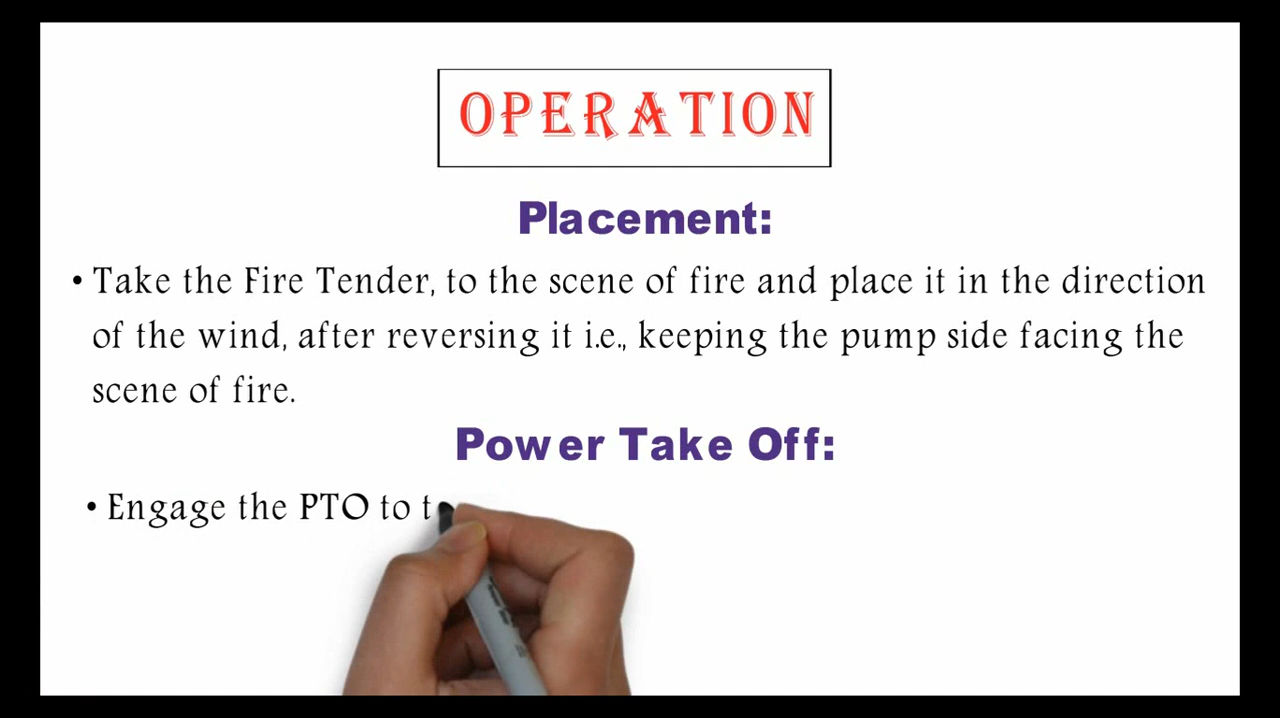 OPERATION
Placement:
• Take the Fire Tender, to the scene of fire and place it in the direction
of the wind, after reversing it i.e., keeping the pump side facing the
scene of fire.
Power Take Off:
• Engage the PTO to t